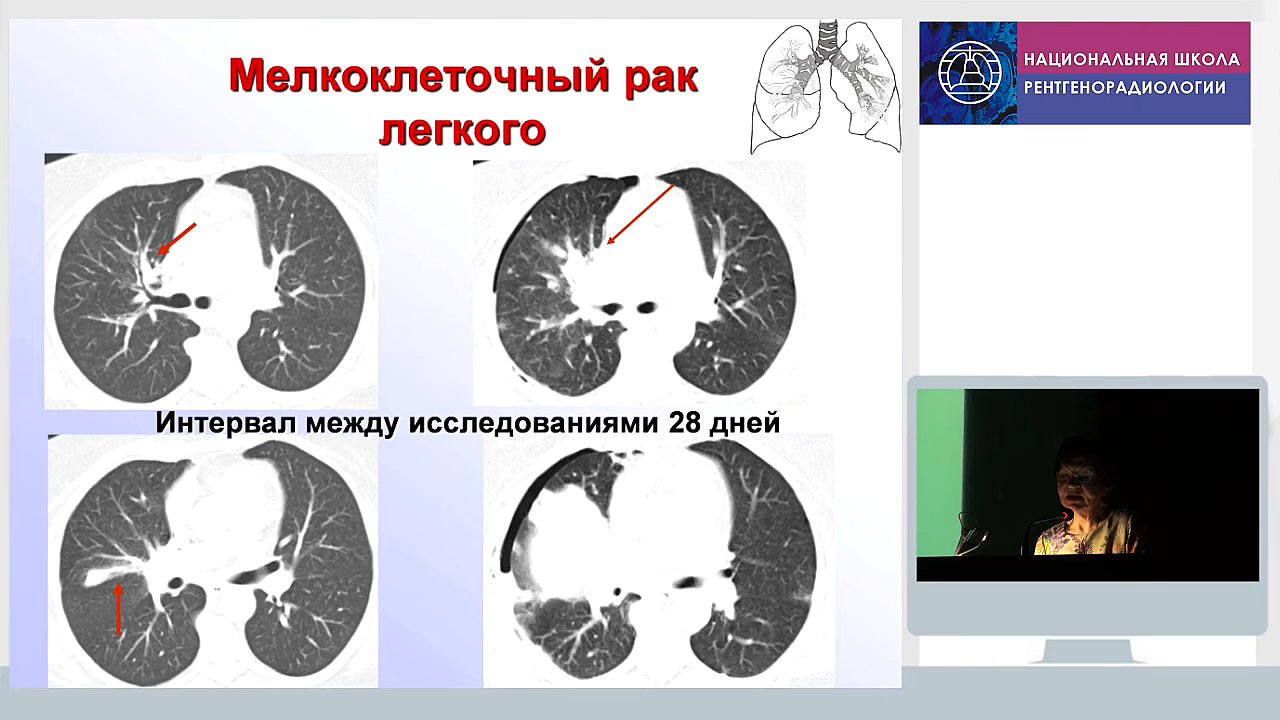 Мелкоклеточный рак
легкого
Интервал между исследованиями 28 дней
НАЦИОНАЛЬНАЯ ШКОЛА
РЕНТГЕНОРАДИОЛОГИИ